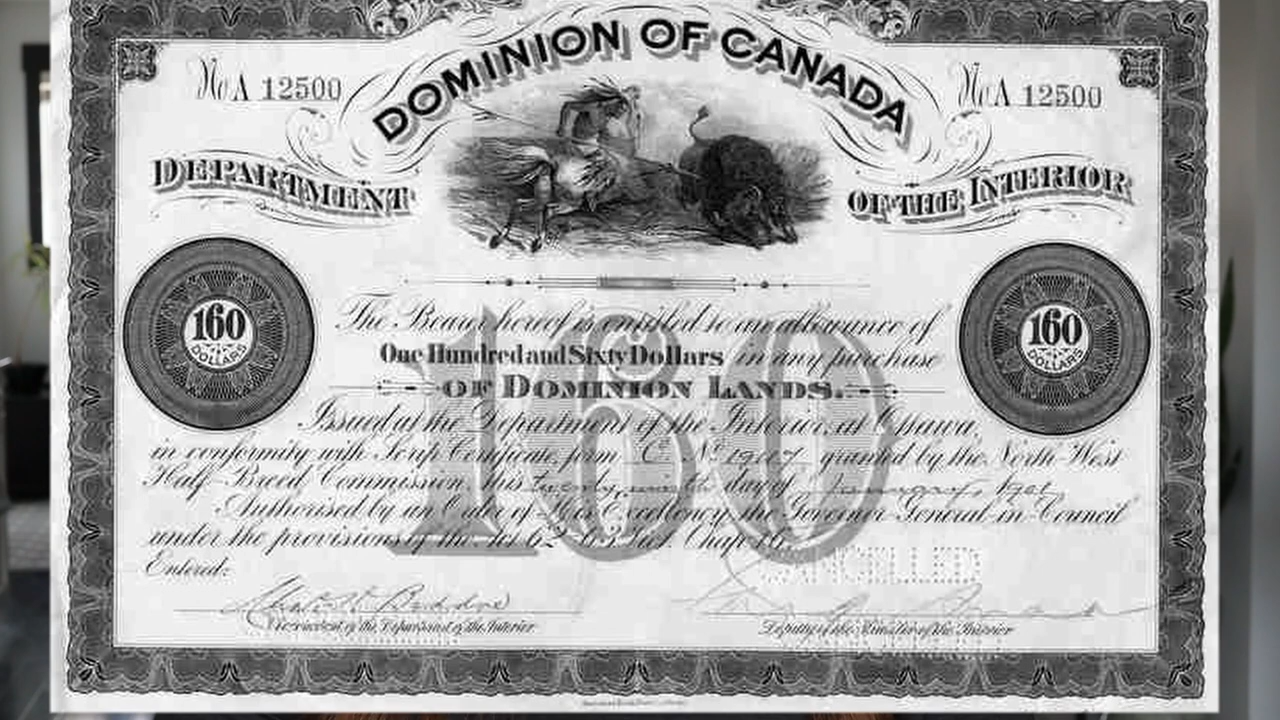 DOMINION OF CANADA
No A 12500
No A 12500
DEPARTMENT
OF THE INTERIOR
160
DOLLARS
160
DOLLARS
160
The Bearer hereof is entitled to an allowance of
One Hundred and Sixty Dollars in any purchase
OF DOMINION LANDS.
Issued at the Department of the Interior, at Ottawa,
in conformity with Scrip Certificate, form C No granted by the North-West
Half-Breed Commission, this twenty ninth day of
Authorised by an Order of His Excellency the Governor General in Council
under the provisions of the Act Chap.
Entered:
CANCELLED
Accountant of the Department of the Interior
Deputy of the Minister of the Interior